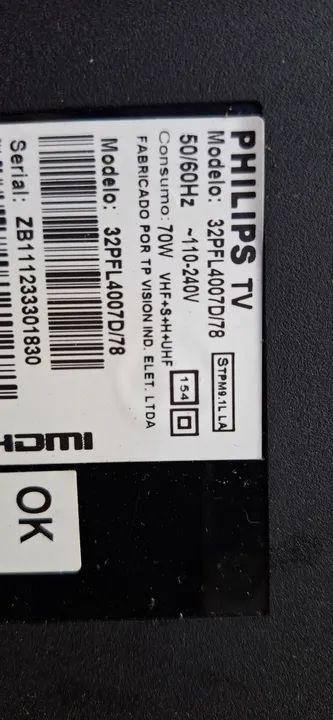 PHILIPS TV
Modelo: 32PFL4007D/78 STPM9.1L LA
50/60Hz ~110-240V
Consumo: 70W VHF+S+H+UHF 154
FABRICADO POR TP VISION IND. ELET. LTDA
Modelo: 32PFL4007D/78
Serial: ZB111233301830
HDMI
OK